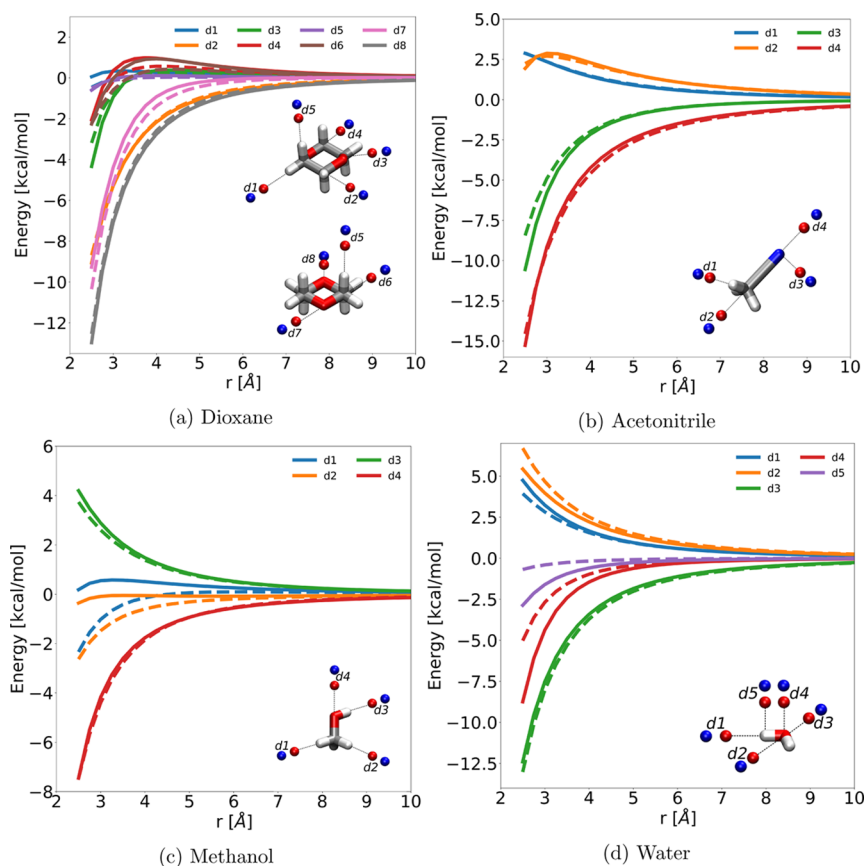 d1 d3 d5 d7
d2 d4 d6 d8
Energy [kcal/mol]
2
0
−2
−4
−6
−8
−10
−12
d5
d4
d3
d1
d2
d5
d8
d6
d7
2 3 4 5 6 7 8 9 10
r [Å]
(a) Dioxane
d1 d3
d2 d4
Energy [kcal/mol]
5.0
2.5
0.0
−2.5
−5.0
−7.5
−10.0
−12.5
−15.0
d4
d1
d3
d2
2 3 4 5 6 7 8 9 10
r [Å]
(b) Acetonitrile
d1 d3
d2 d4
Energy [kcal/mol]
6
4
2
0
−2
−4
−6
−8
d4
d3
d1
d2
2 3 4 5 6 7 8 9 10
r [Å]
(c) Methanol
d1 d4
d2 d5
d3
Energy [kcal/mol]
5.0
2.5
0.0
−2.5
−5.0
−7.5
−10.0
−12.5
d5 d4
d1 d3
d2
2 3 4 5 6 7 8 9 10
r [Å]
(d) Water